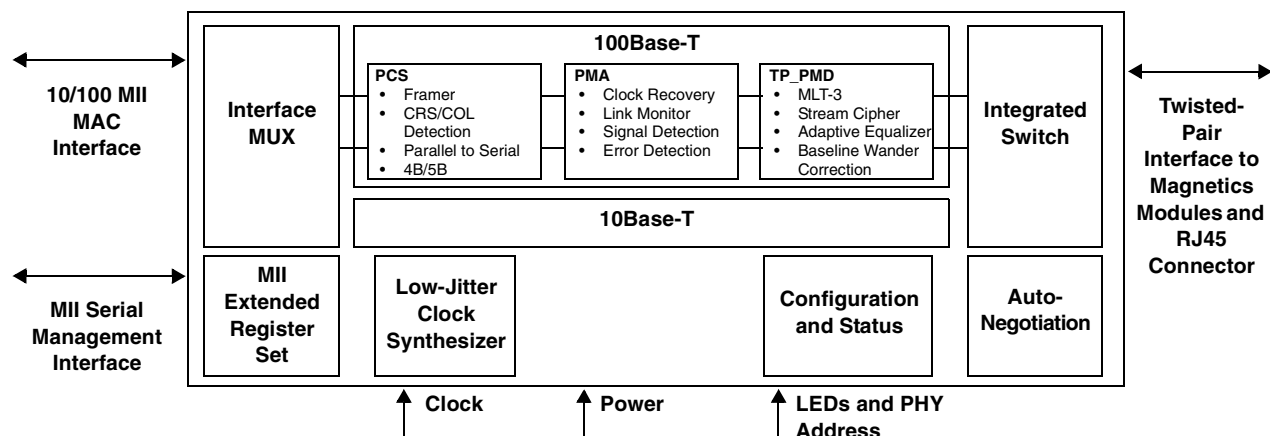 10/100 MII
MAC
Interface
MII Serial
Management
Interface
Interface
MUX
100Base-T
PCS
• Framer
• CRS/COL
Detection
• Parallel to Serial
• 4B/5B
PMA
• Clock Recovery
• Link Monitor
• Signal Detection
• Error Detection
TP_PMD
• MLT-3
• Stream Cipher
• Adaptive Equalizer
• Baseline Wander
Correction
10Base-T
Integrated
Switch
MII
Extended
Register
Set
Low-Jitter
Clock
Synthesizer
Configuration
and Status
Auto-
Negotiation
Twisted-
Pair
Interface to
Magnetics
Modules and
RJ45
Connector
Clock
Power
LEDs and PHY
Address